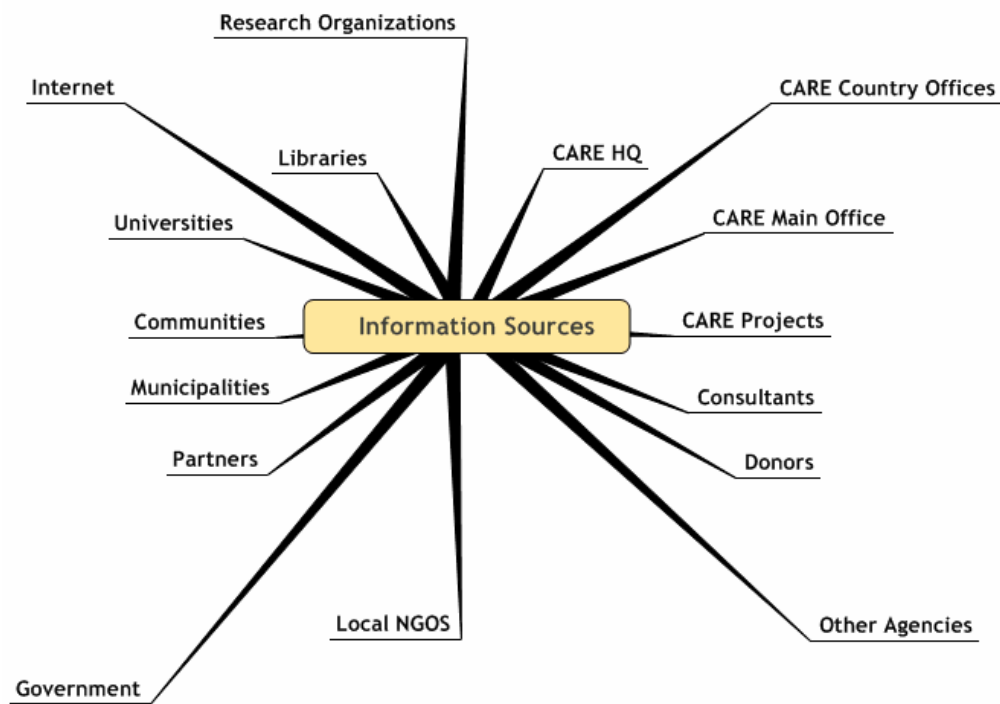 Research Organizations
Internet
CARE Country Offices
Libraries
CARE HQ
Universities
CARE Main Office
Communities
Information Sources
CARE Projects
Municipalities
Consultants
Partners
Donors
Local NGOS
Other Agencies
Government